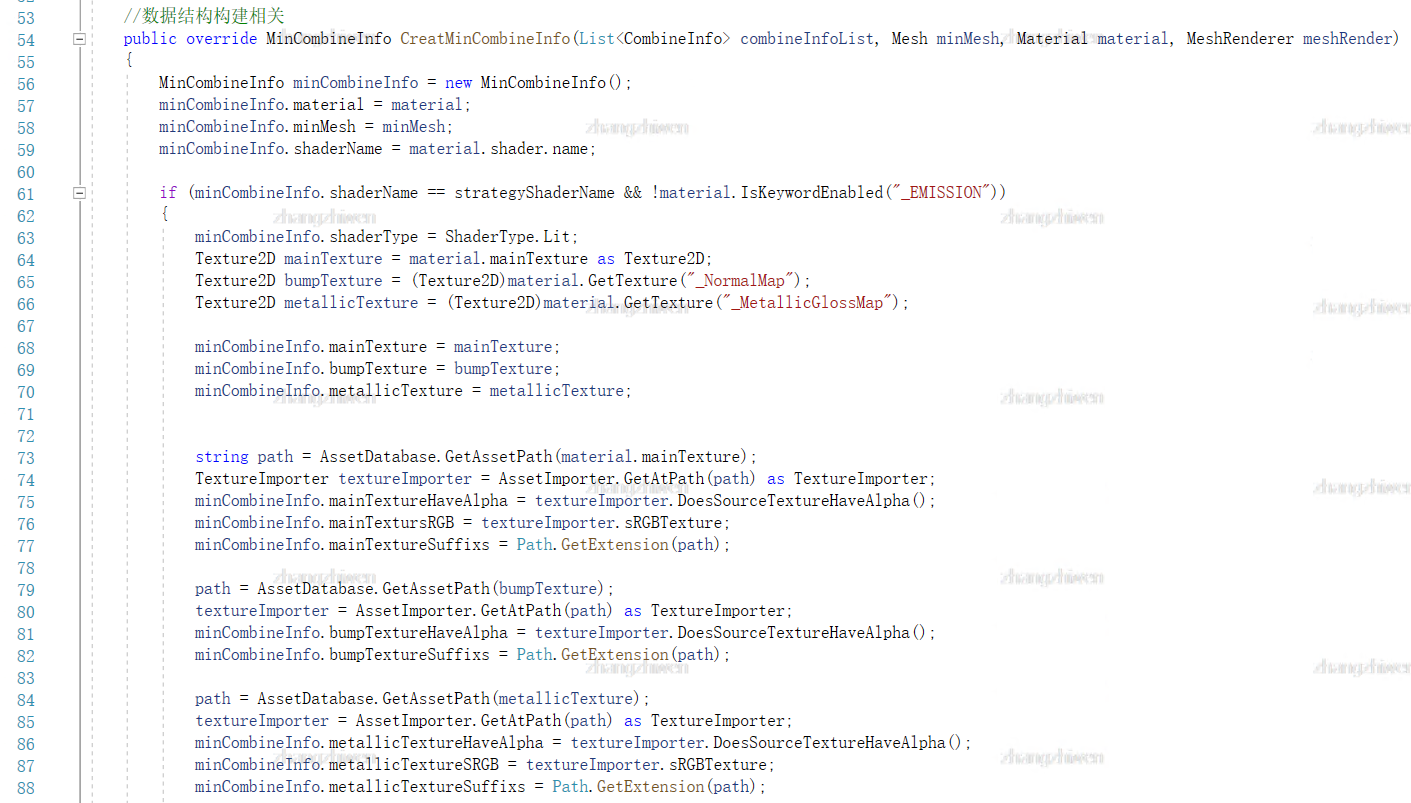 53 //数据结构构建相关
54 public override MinCombineInfo CreatMinCombineInfo(List<CombineInfo> combineInfoList, Mesh minMesh, Material material, MeshRenderer meshRender)
55 {
56 MinCombineInfo minCombineInfo = new MinCombineInfo();
57 minCombineInfo.material = material;
58 minCombineInfo.minMesh = minMesh;
59 minCombineInfo.shaderName = material.shader.name;
60
61 if (minCombineInfo.shaderName == strategyShaderName && !material.IsKeywordEnabled("_EMISSION"))
62 {
63 minCombineInfo.shaderType = ShaderType.Lit;
64 Texture2D mainTexture = material.mainTexture as Texture2D;
65 Texture2D bumpTexture = (Texture2D)material.GetTexture("_NormalMap");
66 Texture2D metallicTexture = (Texture2D)material.GetTexture("_MetallicGlossMap");
67
68 minCombineInfo.mainTexture = mainTexture;
69 minCombineInfo.bumpTexture = bumpTexture;
70 minCombineInfo.metallicTexture = metallicTexture;
71
72
73 string path = AssetDatabase.GetAssetPath(material.mainTexture);
74 TextureImporter textureImporter = AssetImporter.GetAtPath(path) as TextureImporter;
75 minCombineInfo.mainTextureHaveAlpha = textureImporter.DoesSourceTextureHaveAlpha();
76 minCombineInfo.mainTextursRGB = textureImporter.sRGBTexture;
77 minCombineInfo.mainTextureSuffixs = Path.GetExtension(path);
78
79 path = AssetDatabase.GetAssetPath(bumpTexture);
80 textureImporter = AssetImporter.GetAtPath(path) as TextureImporter;
81 minCombineInfo.bumpTextureHaveAlpha = textureImporter.DoesSourceTextureHaveAlpha();
82 minCombineInfo.bumpTextureSuffixs = Path.GetExtension(path);
83
84 path = AssetDatabase.GetAssetPath(metallicTexture);
85 textureImporter = AssetImporter.GetAtPath(path) as TextureImporter;
86 minCombineInfo.metallicTextureHaveAlpha = textureImporter.DoesSourceTextureHaveAlpha();
87 minCombineInfo.metallicTextureSRGB = textureImporter.sRGBTexture;
88 minCombineInfo.metallicTextureSuffixs = Path.GetExtension(path);